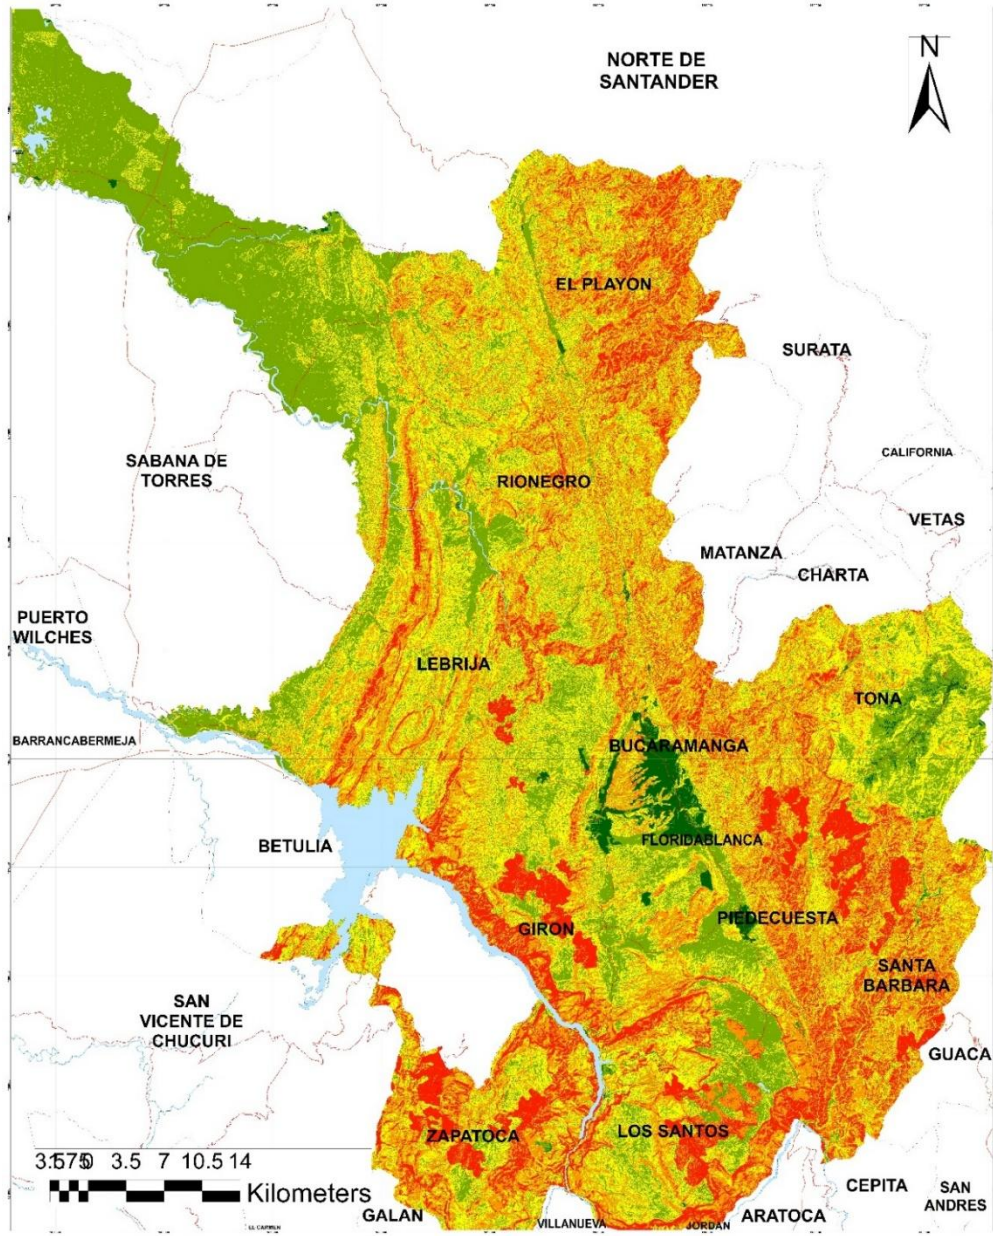 NORTE DE
SANTANDER
N
EL PLAYON
SURATA
CALIFORNIA
SABANA DE
TORRES
RIONEGRO
VETAS
MATANZA
CHARTA
PUERTO
WILCHES
LEBRIJA
TONA
BARRANCABERMEJA
BUCARAMANGA
BETULIA
FLORIDABLANCA
PIEDECUESTA
GIRON
SANTA
BARBARA
SAN
VICENTE DE
CHUCURI
GUACA
ZAPATOCA
LOS SANTOS
3.5 7 10.5 14
Kilometers
CEPITA
SAN
ANDRES
GALAN
VILLANUEVA
JORDAN
ARATOCA
EL CARMEN